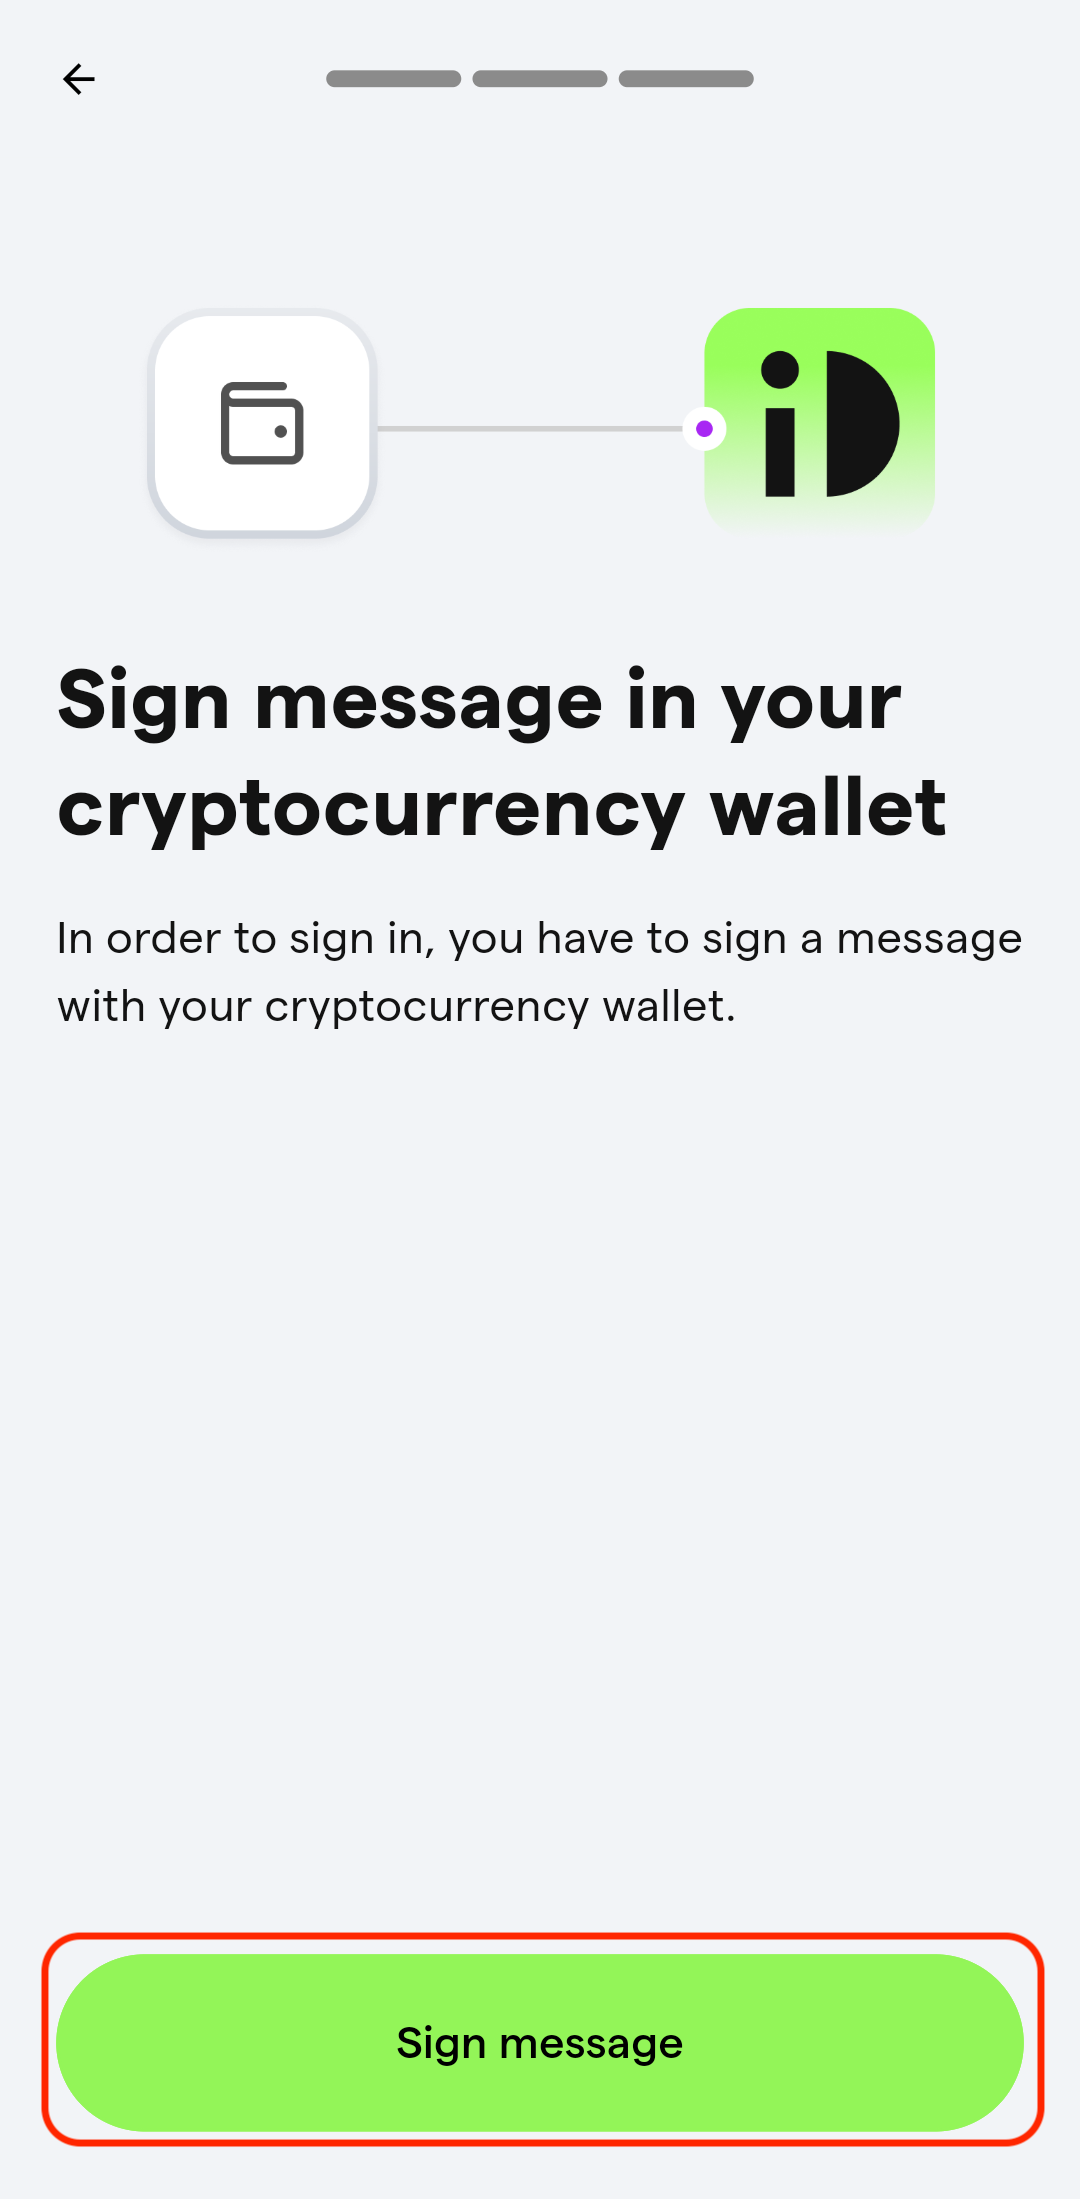 iD
Sign message in your
cryptocurrency wallet
In order to sign in, you have to sign a message
with your cryptocurrency wallet.
Sign message